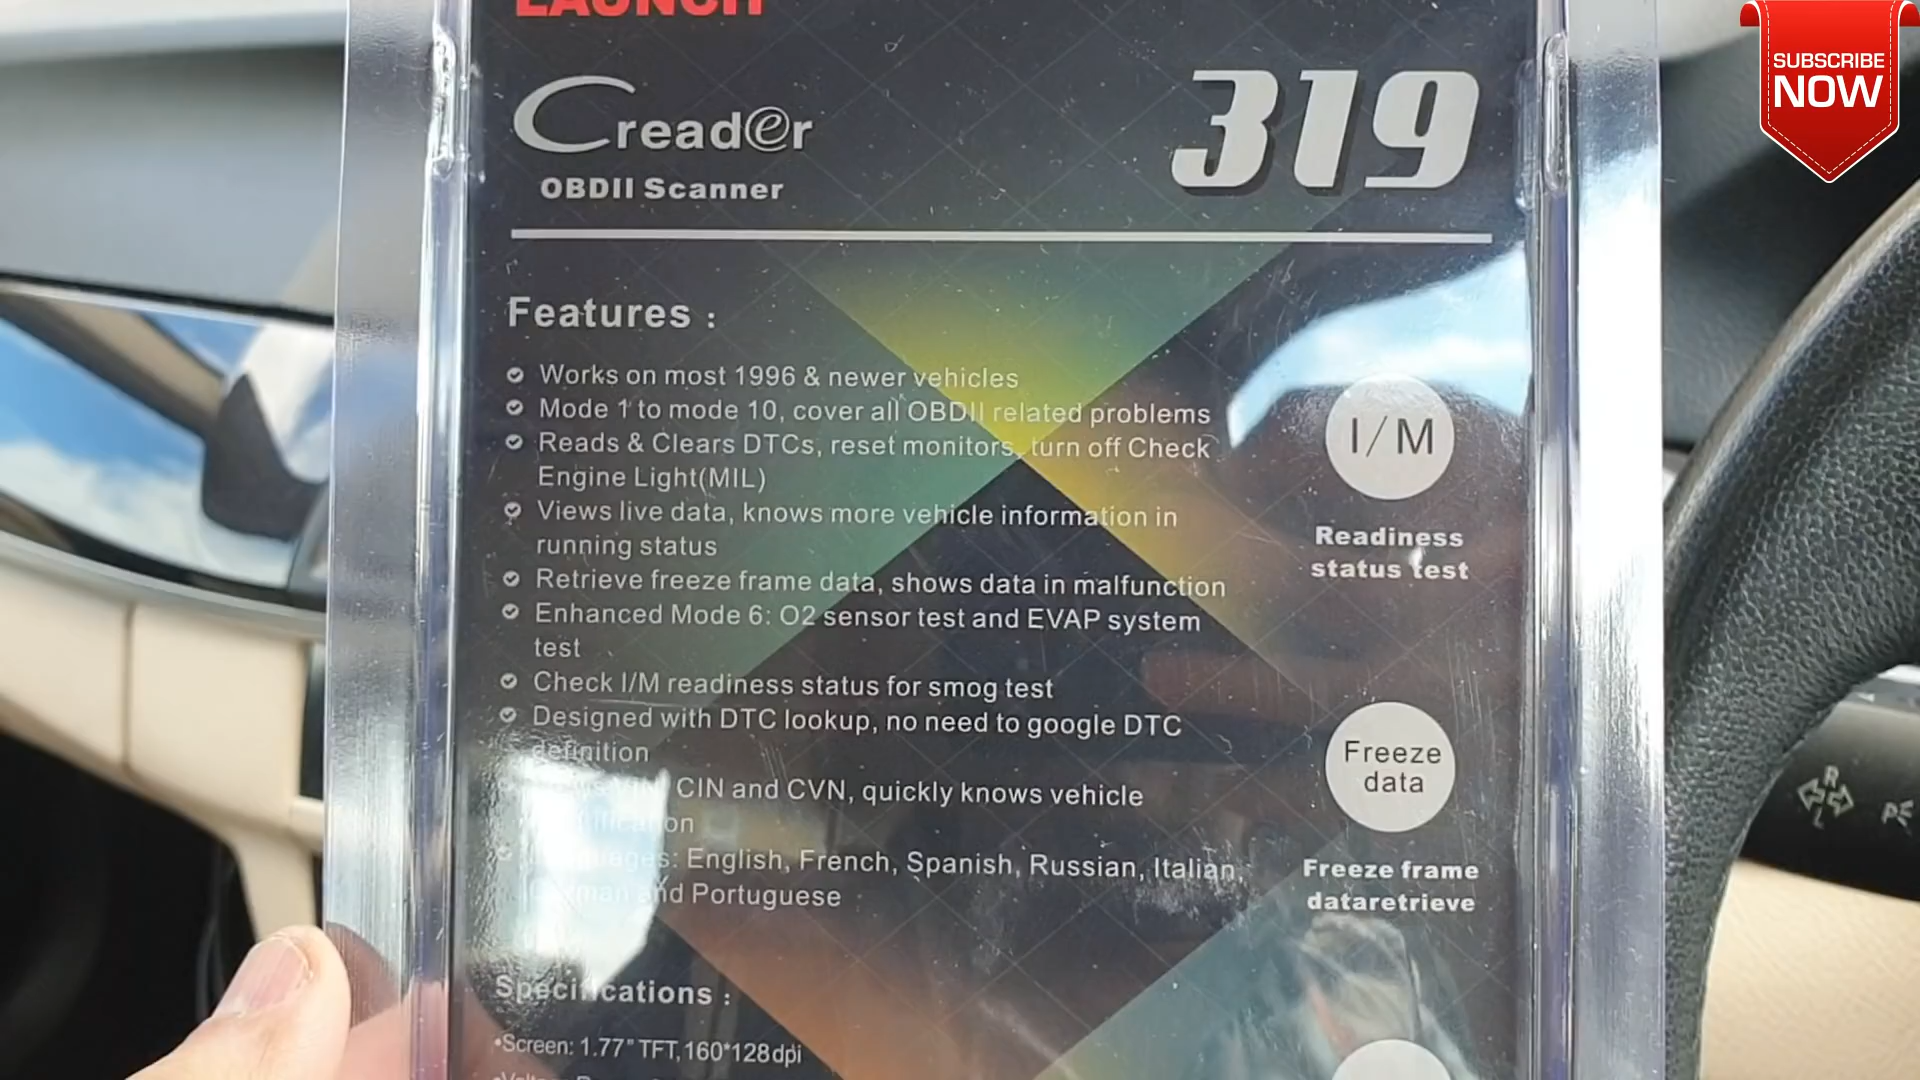 LAUNCH
SUBSCRIBE
NOW
Creader
319
OBDII Scanner
Features :
Works on most 1996 & newer vehicles
Mode 1 to mode 10, cover all OBDII related problems
Reads & Clears DTCs, reset monitors, turn off Check
Engine Light(MIL)
Views live data, knows more vehicle information in
running status
Retrieve freeze frame data, shows data in malfunction
Enhanced Mode 6: O2 sensor test and EVAP system
test
Check I/M readiness status for smog test
Designed with DTC lookup, no need to google DTC
definition
VIN, CIN and CVN, quickly knows vehicle
Languages: English, French, Spanish, Russian, Italian,
German and Portuguese
I/M
Readiness
status test
Freeze
data
Freeze frame
dataretrieve
Specifications :
•Screen: 1.77" TFT, 160*128dpi
R
L